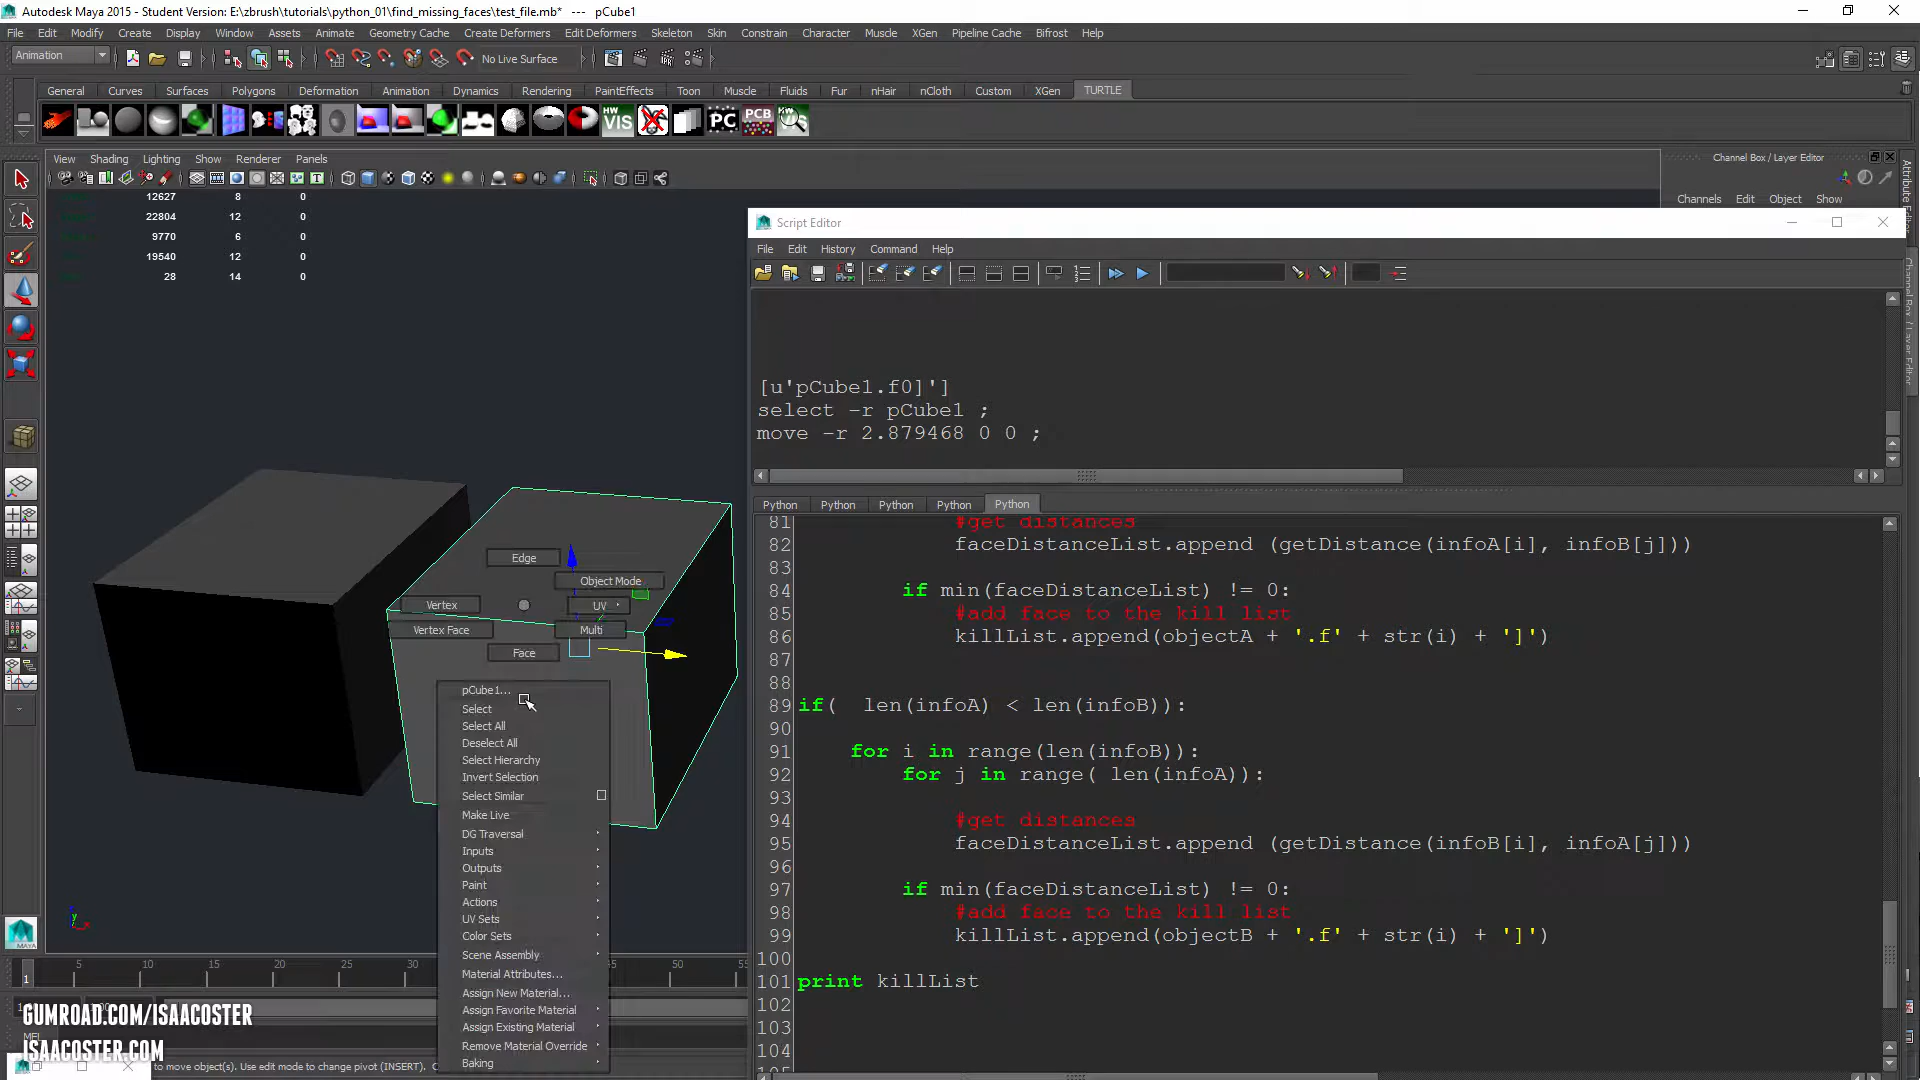 Autodesk Maya 2015 - Student Version: E:\zbrush\tutorials\python_01\find_missing_faces\test_file.mb* --- pCube1
File Edit Modify Create Display Window Assets Animate Geometry Cache Create Deformers Edit Deformers Skeleton Skin Constrain Character Muscle XGen Pipeline Cache Bifrost Help
Animation No Live Surface
General Curves Surfaces Polygons Deformation Animation Dynamics Rendering PaintEffects Toon Muscle Fluids Fur nHair nCloth Custom XGen TURTLE
HW VIS PC PCB
View Shading Lighting Show Renderer Panels
Channel Box / Layer Editor
Channels Edit Object Show
12627 8 0
22804 12 0
9770 6 0
19540 12 0
28 14 0
Script Editor
File Edit History Command Help
[u'pCube1.f0]']
select -r pCube1 ;
move -r 2.879468 0 0 ;
Python Python Python Python Python
81 #get distances
82 faceDistanceList.append (getDistance(infoA[i], infoB[j]))
83
84 if min(faceDistanceList) != 0:
85 #add face to the kill list
86 killList.append(objectA + '.f' + str(i) + ']')
87
88
89 if( len(infoA) < len(infoB)):
90
91 for i in range(len(infoB)):
92 for j in range( len(infoA)):
93
94 #get distances
95 faceDistanceList.append (getDistance(infoB[i], infoA[j]))
96
97 if min(faceDistanceList) != 0:
98 #add face to the kill list
99 killList.append(objectB + '.f' + str(i) + ']')
100
101 print killList
102
103
104
Edge
Object Mode
Vertex
UV
Vertex Face
Multi
Face
pCube1...
Select
Select All
Deselect All
Select Hierarchy
Invert Selection
Select Similar
Make Live
DG Traversal
Inputs
Outputs
Paint
Actions
UV Sets
Color Sets
Scene Assembly
Material Attributes...
Assign New Material...
Assign Favorite Material
Assign Existing Material
Remove Material Override
Baking
5 10 15 20 25 30 35 50 55
1
GUMROAD.COM/ISAACOSTER
ISAACOSTER.COM
to move object(s). Use edit mode to change pivot (INSERT).